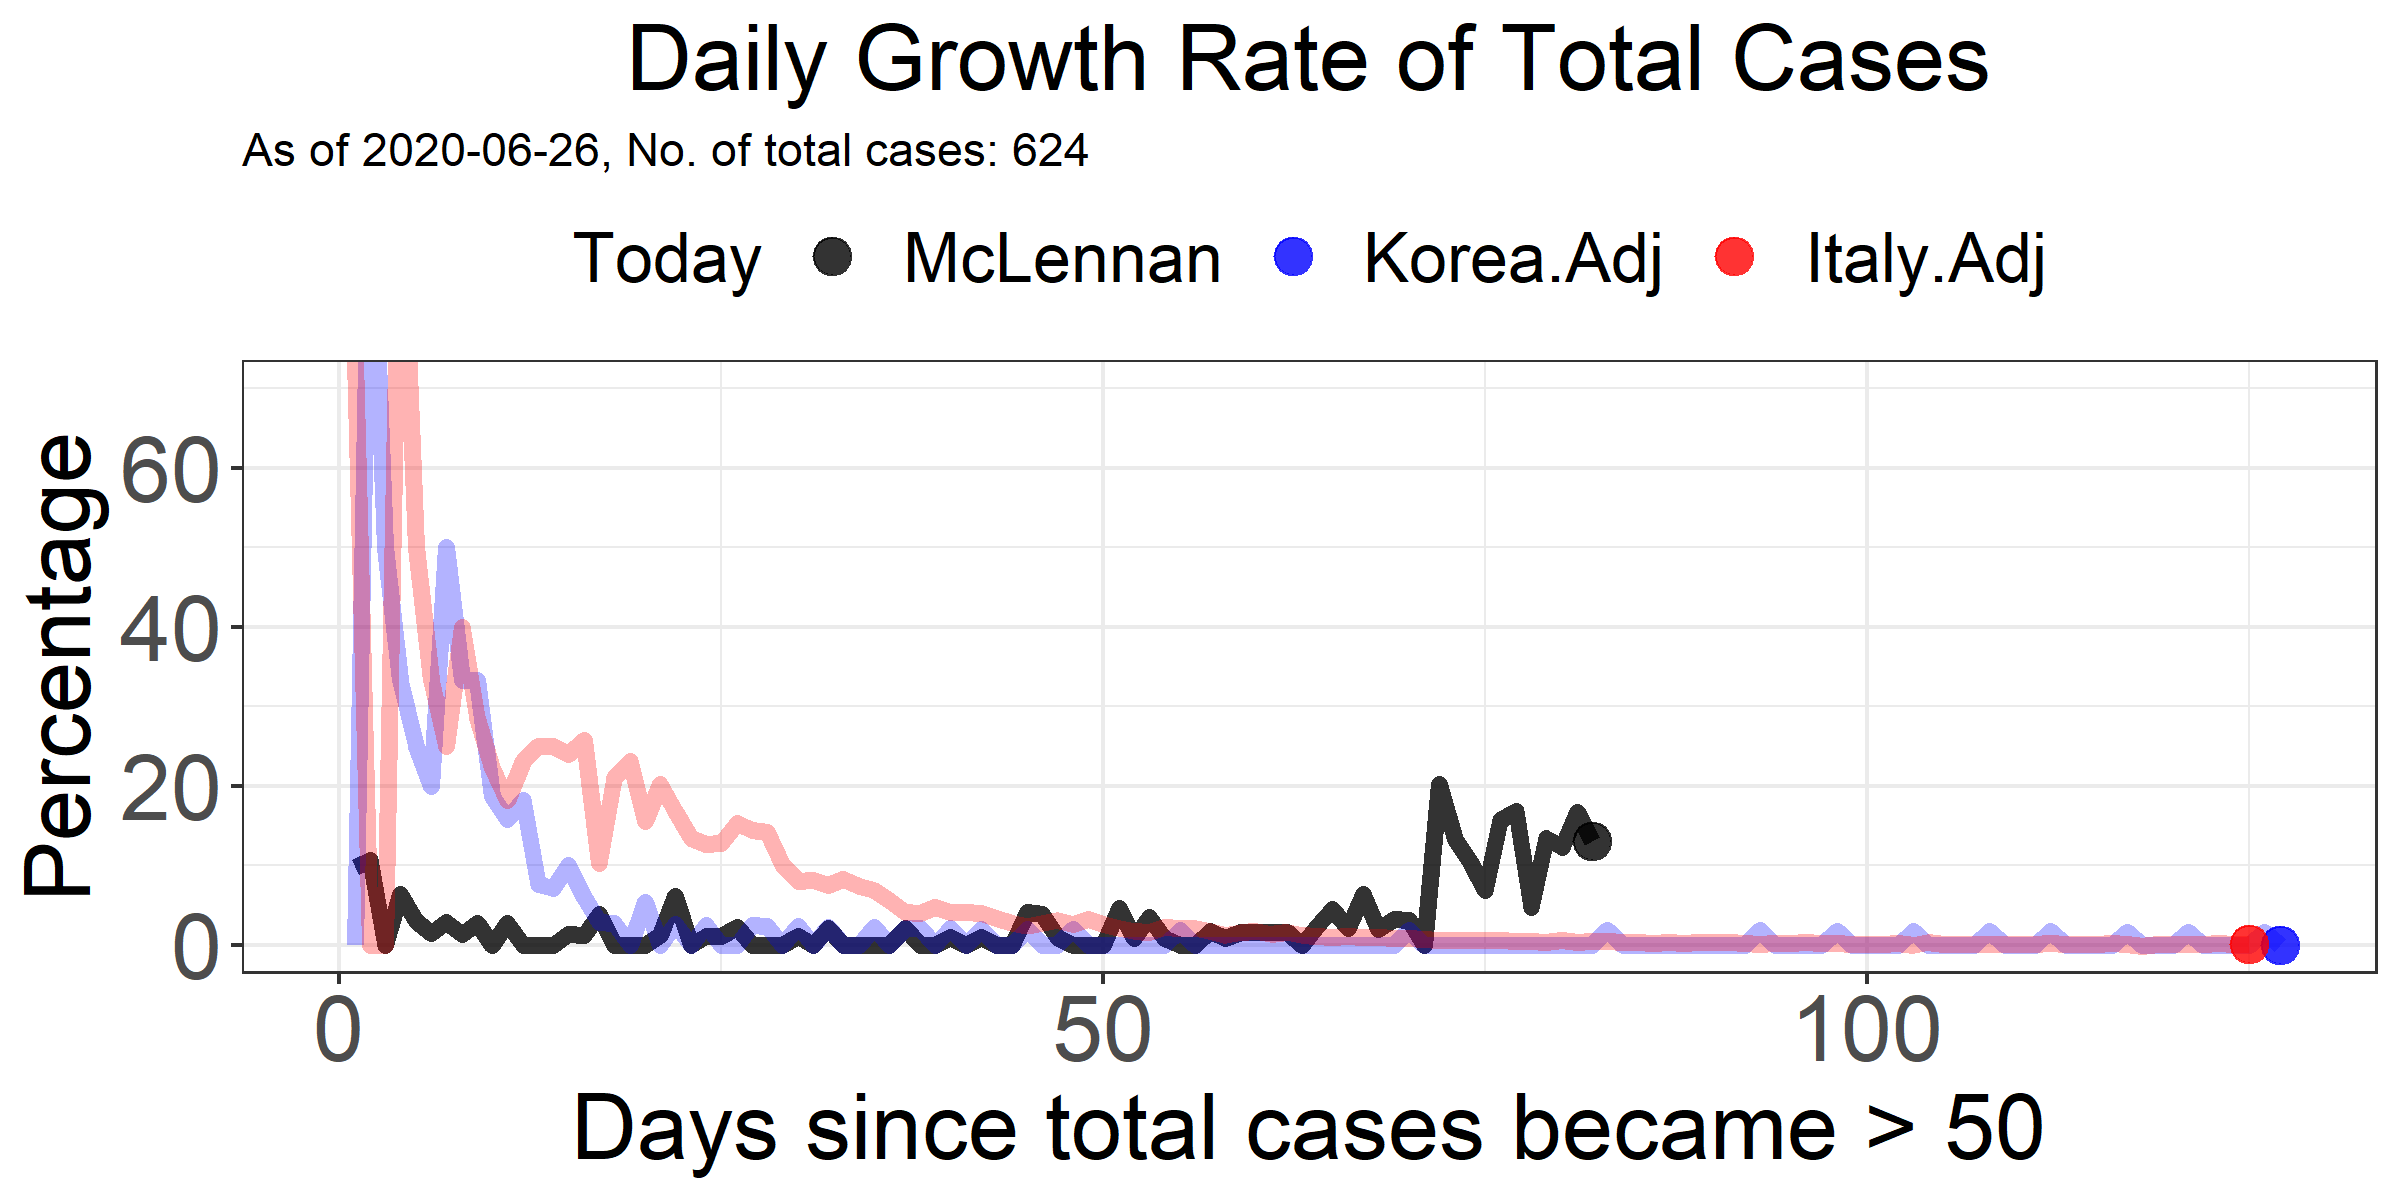 Daily Growth Rate of Total Cases
As of 2020-06-26, No. of total cases: 624
Today McLennan Korea.Adj Italy.Adj
Percentage
60
40
20
0
0 50 100
Days since total cases became > 50